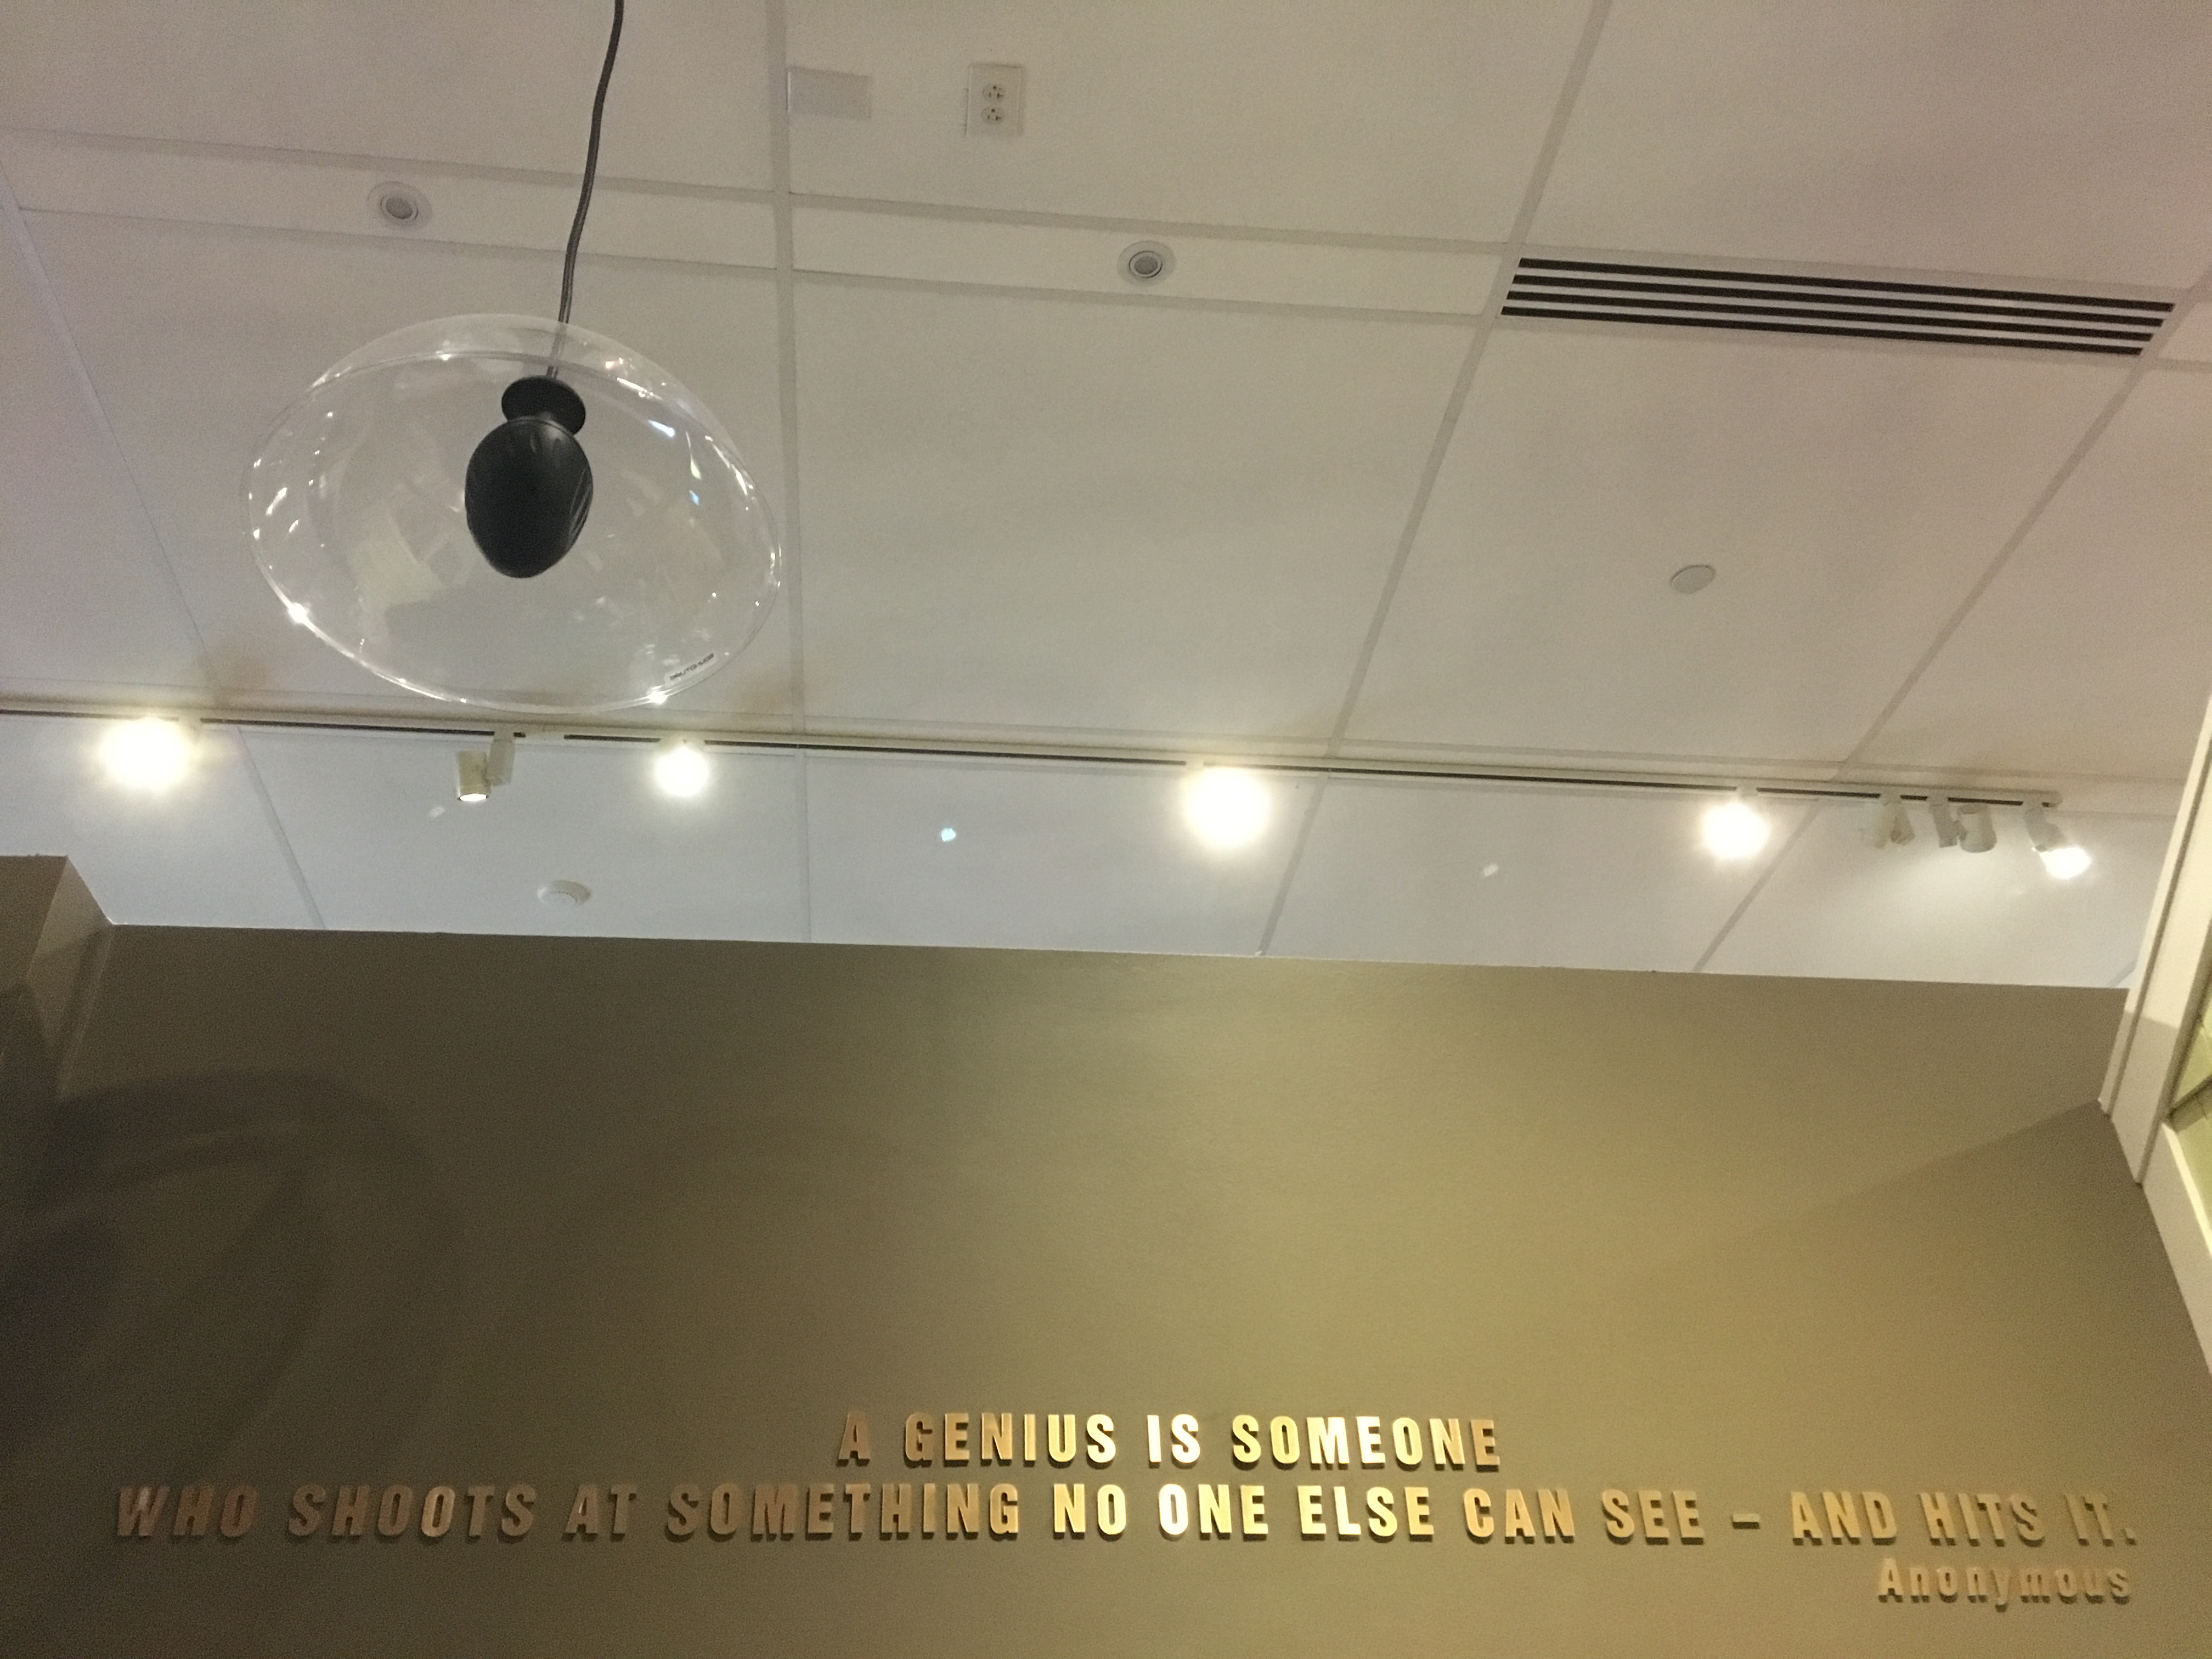 A GENIUS IS SOMEONE
WHO SHOOTS AT SOMETHING NO ONE ELSE CAN SEE – AND HITS IT.
Anonymous